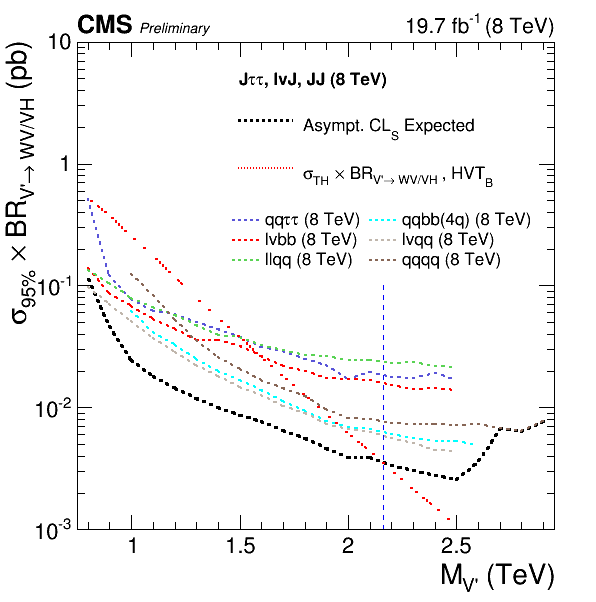 CMS Preliminary 19.7 fb⁻¹ (8 TeV)
σ95% × BRV'→ WV/VH (pb)
10
1
10⁻¹
10⁻²
10⁻³
Jττ, lvJ, JJ (8 TeV)
Asympt. CLS Expected
σTH × BRV'→ WV/VH , HVTB
qqττ (8 TeV) qqbb(4q) (8 TeV)
lvbb (8 TeV) lvqq (8 TeV)
llqq (8 TeV) qqqq (8 TeV)
1 1.5 2 2.5
MV' (TeV)